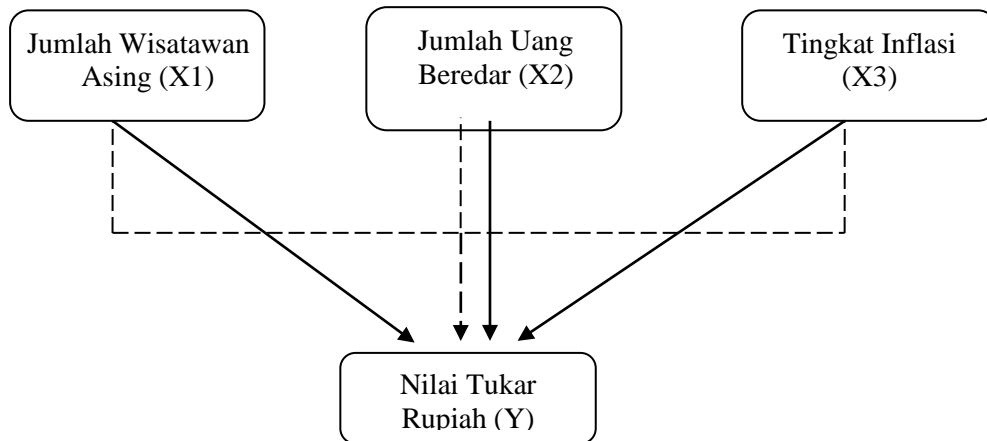 Jumlah Wisatawan
Asing (X1)
Jumlah Uang
Beredar (X2)
Tingkat Inflasi
(X3)
Nilai Tukar
Rupiah (Y)